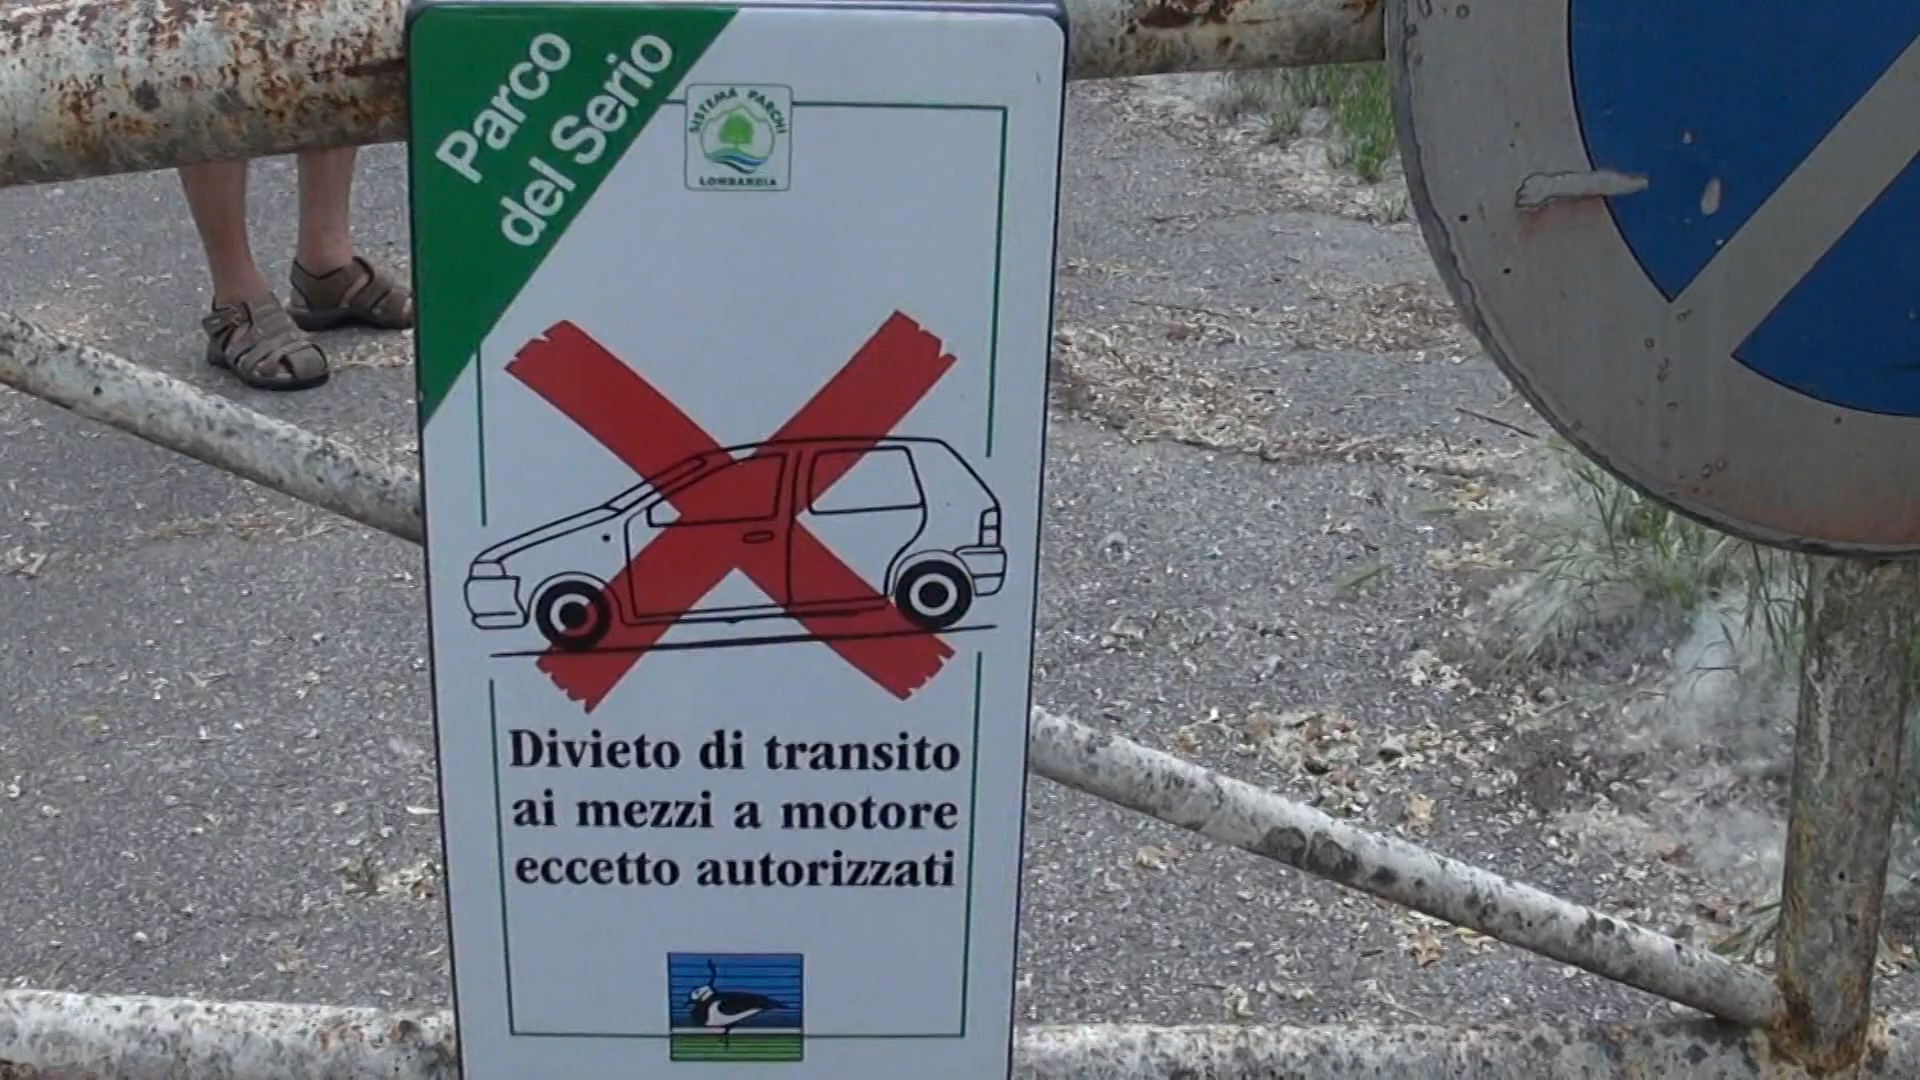 Parco
del Serio
SISTEMA PARCHI
LOMBARDIA
Divieto di transito
ai mezzi a motore
eccetto autorizzati